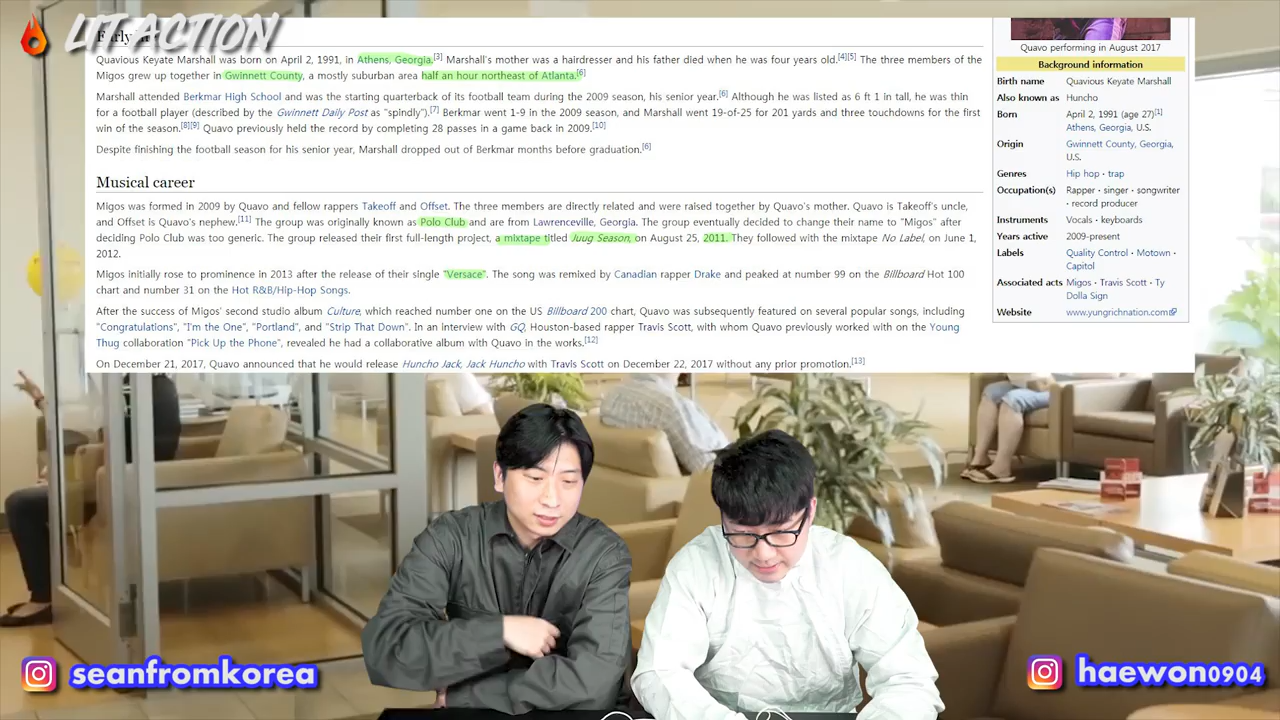 LIT ACTION
Early
Quavious Keyate Marshall was born on April 2, 1991, in Athens, Georgia.[3] Marshall's mother was a hairdresser and his father died when he was four years old.[4][5] The three members of the
Migos grew up together in Gwinnett County, a mostly suburban area half an hour northeast of Atlanta.[6]
Marshall attended Berkmar High School and was the starting quarterback of its football team during the 2009 season, his senior year.[6] Although he was listed as 6 ft 1 in tall, he was thin
for a football player (described by the Gwinnett Daily Post as "spindly").[7] Berkmar went 1-9 in the 2009 season, and Marshall went 19-of-25 for 201 yards and three touchdowns for the first
win of the season.[8][9] Quavo previously held the record by completing 28 passes in a game back in 2009.[10]
Despite finishing the football season for his senior year, Marshall dropped out of Berkmar months before graduation.[6]
Musical career
Migos was formed in 2009 by Quavo and fellow rappers Takeoff and Offset. The three members are directly related and were raised together by Quavo's mother. Quavo is Takeoff's uncle,
and Offset is Quavo's nephew.[11] The group was originally known as Polo Club and are from Lawrenceville, Georgia. The group eventually decided to change their name to "Migos" after
deciding Polo Club was too generic. The group released their first full-length project, a mixtape titled Juug Season, on August 25, 2011. They followed with the mixtape No Label, on June 1,
2012.
Migos initially rose to prominence in 2013 after the release of their single "Versace". The song was remixed by Canadian rapper Drake and peaked at number 99 on the Billboard Hot 100
chart and number 31 on the Hot R&B/Hip-Hop Songs.
After the success of Migos' second studio album Culture, which reached number one on the US Billboard 200 chart, Quavo was subsequently featured on several popular songs, including
"Congratulations", "I'm the One", "Portland", and "Strip That Down". In an interview with GQ, Houston-based rapper Travis Scott, with whom Quavo previously worked with on the Young
Thug collaboration "Pick Up the Phone", revealed he had a collaborative album with Quavo in the works.[12]
On December 21, 2017, Quavo announced that he would release Huncho Jack, Jack Huncho with Travis Scott on December 22, 2017 without any prior promotion.[13]
Quavo performing in August 2017
Background information
Birth name Quavious Keyate Marshall
Also known as Huncho
Born April 2, 1991 (age 27)[1]
Athens, Georgia, U.S.
Origin Gwinnett County, Georgia,
U.S.
Genres Hip hop · trap
Occupation(s) Rapper · singer · songwriter
· record producer
Instruments Vocals · keyboards
Years active 2009-present
Labels Quality Control · Motown ·
Capitol
Associated acts Migos · Travis Scott · Ty
Dolla Sign
Website www.yungrichnation.com
seanfromkorea
haewon0904